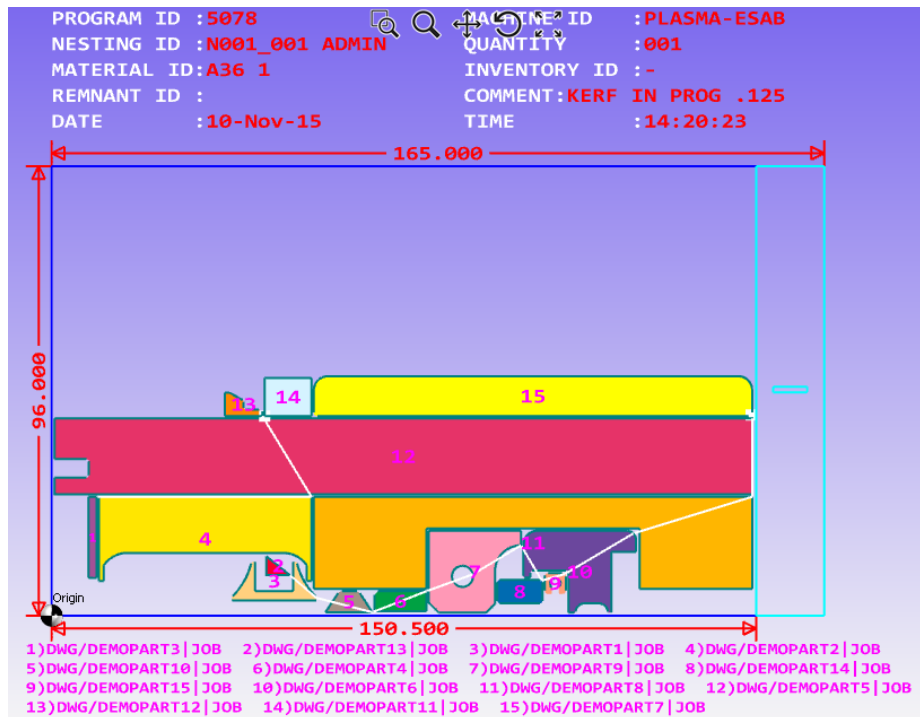 PROGRAM ID :5078 MACHINE ID :PLASMA-ESAB
NESTING ID :N001_001 ADMIN QUANTITY :001
MATERIAL ID:A36 1 INVENTORY ID :-
REMNANT ID : COMMENT:KERF IN PROG .125
DATE :10-Nov-15 TIME :14:20:23
165.000
96.000
13 14 15
12
4
2
3
5 6 7 8 9 10 11
Origin
150.500
1)DWG/DEMOPART3|JOB 2)DWG/DEMOPART13|JOB 3)DWG/DEMOPART1|JOB 4)DWG/DEMOPART2|JOB
5)DWG/DEMOPART10|JOB 6)DWG/DEMOPART4|JOB 7)DWG/DEMOPART9|JOB 8)DWG/DEMOPART14|JOB
9)DWG/DEMOPART15|JOB 10)DWG/DEMOPART6|JOB 11)DWG/DEMOPART8|JOB 12)DWG/DEMOPART5|JOB
13)DWG/DEMOPART12|JOB 14)DWG/DEMOPART11|JOB 15)DWG/DEMOPART7|JOB